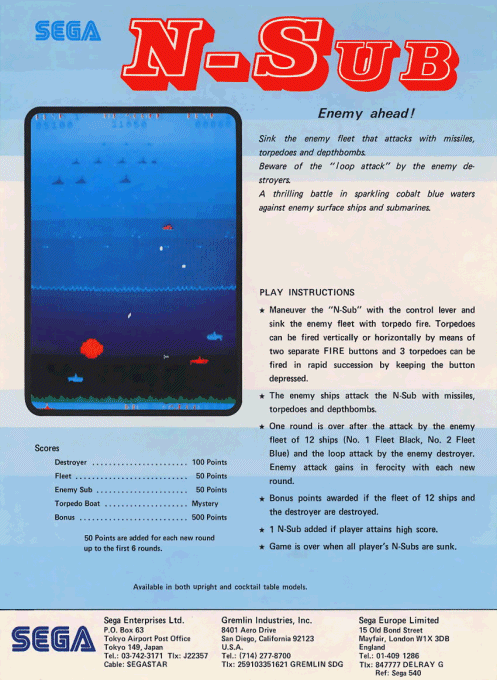 SEGA
N-SUB
Enemy ahead!
Sink the enemy fleet that attacks with missiles,
torpedoes and depthbombs.
Beware of the "loop attack" by the enemy de-
stroyers.
A thrilling battle in sparkling cobalt blue waters
against enemy surface ships and submarines.
PLAY INSTRUCTIONS
★ Maneuver the "N-Sub" with the control lever and
sink the enemy fleet with torpedo fire. Torpedoes
can be fired vertically or horizontally by means of
two separate FIRE buttons and 3 torpedoes can be
fired in rapid succession by keeping the button
depressed.
★ The enemy ships attack the N-Sub with missiles,
torpedoes and depthbombs.
★ One round is over after the attack by the enemy
fleet of 12 ships (No. 1 Fleet Black, No. 2 Fleet
Blue) and the loop attack by the enemy destroyer.
Enemy attack gains in ferocity with each new
round.
★ Bonus points awarded if the fleet of 12 ships and
the destroyer are destroyed.
★ 1 N-Sub added if player attains high score.
★ Game is over when all player's N-Subs are sunk.
Scores
Destroyer ........................ 100 Points
Fleet ............................ 50 Points
Enemy Sub ....................... 50 Points
Torpedo Boat ..................... Mystery
Bonus ........................... 500 Points
50 Points are added for each new round
up to the first 6 rounds.
Available in both upright and cocktail table models.
SEGA
Sega Enterprises Ltd.
P.O. Box 63
Tokyo Airport Post Office
Tokyo 149, Japan
Tel.: 03-742-3171 Tlx: J22357
Cable: SEGASTAR
Gremlin Industries, Inc.
8401 Aero Drive
San Diego, California 92123
U.S.A.
Tel.: (714) 277-8700
Tlx: 259103351621 GREMLIN SDG
Sega Europe Limited
15 Old Bond Street
Mayfair, London W1X 3DB
England
Tel.: 01-409 1286
Tlx: 847777 DELRAY G
Ref: Sega 540